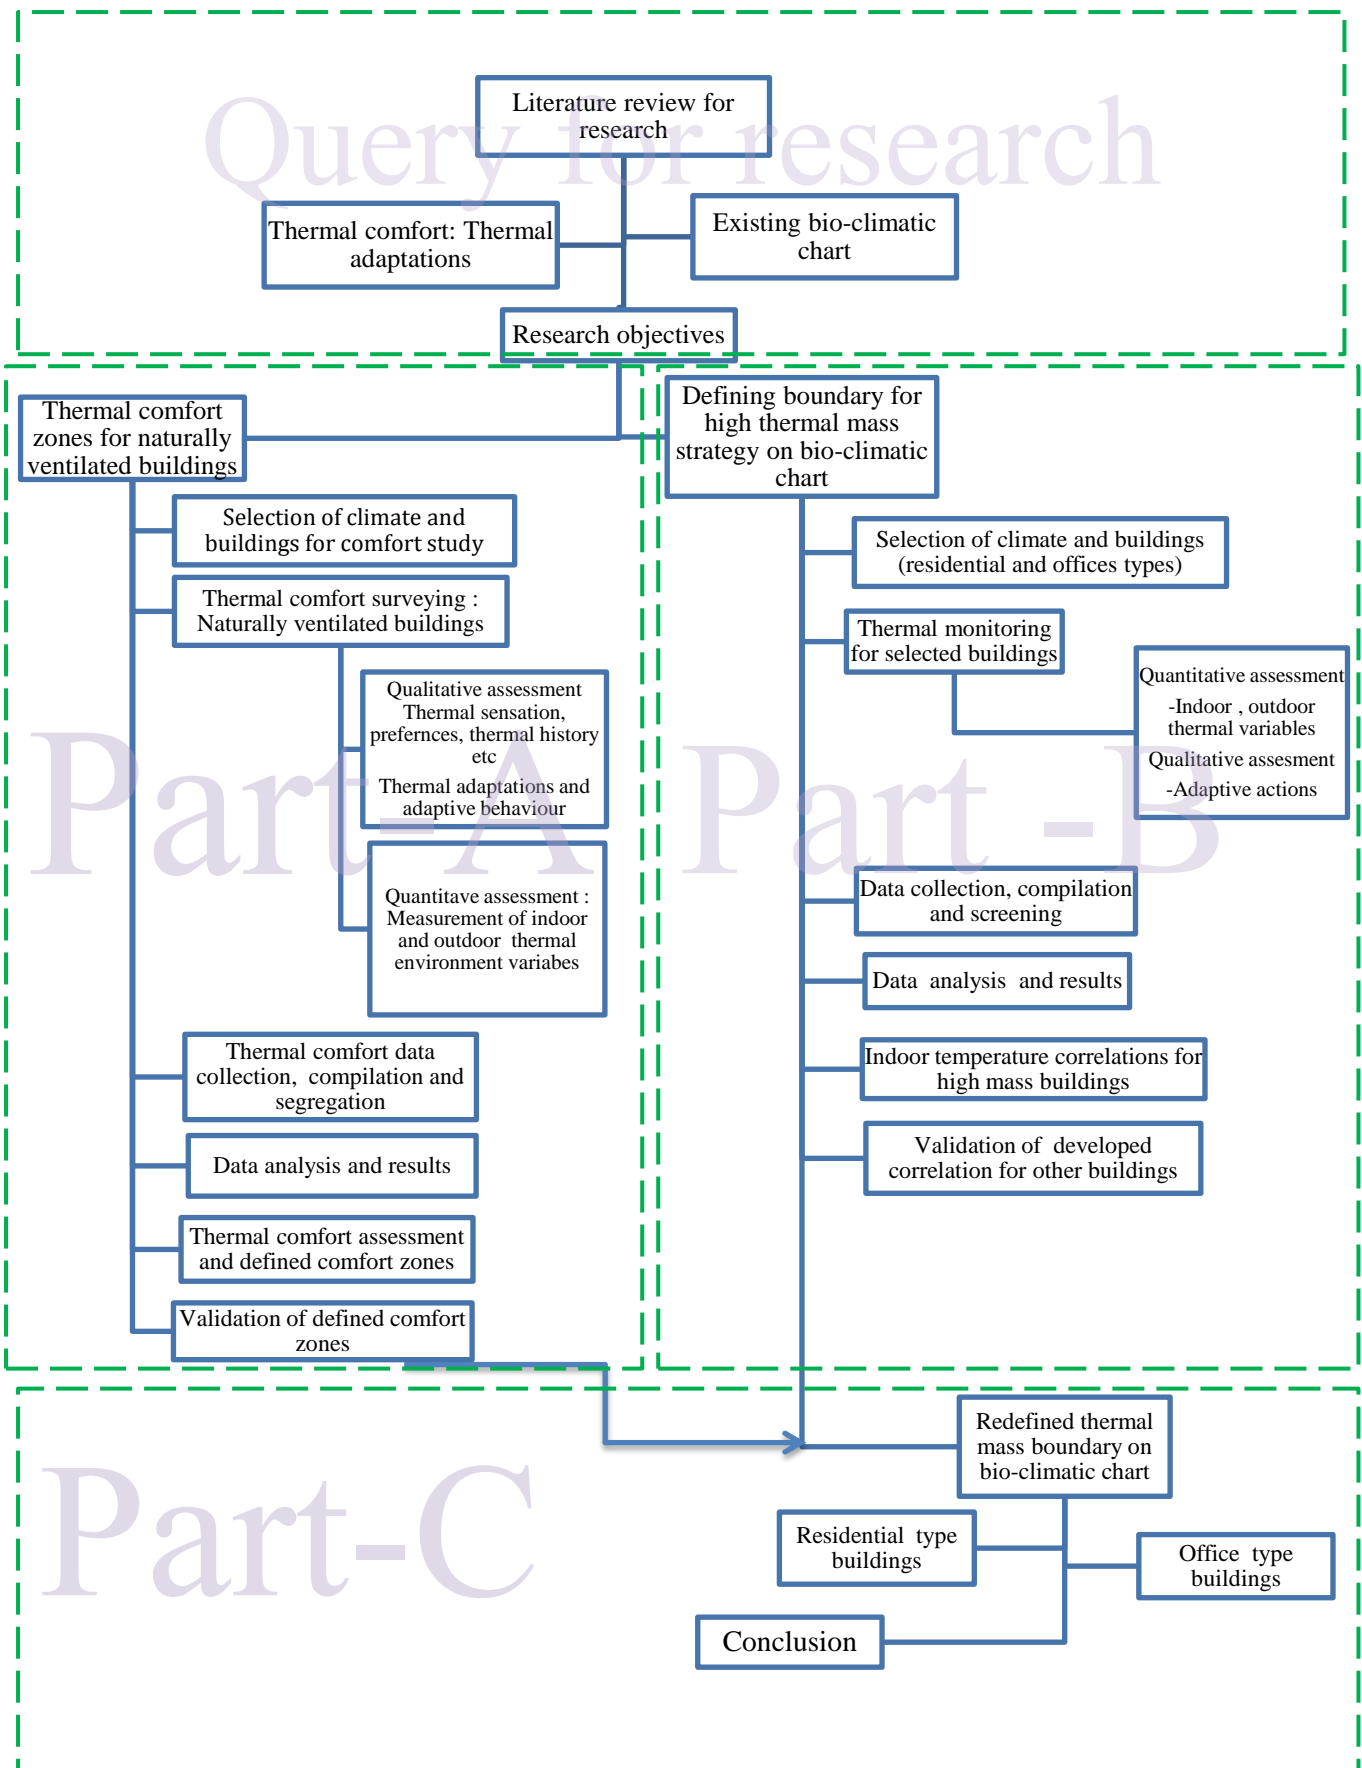 Query for research
Literature review for
research
Thermal comfort: Thermal
adaptations
Existing bio-climatic
chart
Research objectives
Part-A
Thermal comfort
zones for naturally
ventilated buildings
Selection of climate and
buildings for comfort study
Thermal comfort surveying :
Naturally ventilated buildings
Qualitative assessment
Thermal sensation,
prefernces, thermal history
etc
Thermal adaptations and
adaptive behaviour
Quantitave assessment :
Measurement of indoor
and outdoor thermal
environment variabes
Thermal comfort data
collection, compilation and
segregation
Data analysis and results
Thermal comfort assessment
and defined comfort zones
Validation of defined comfort
zones
Part -B
Defining boundary for
high thermal mass
strategy on bio-climatic
chart
Selection of climate and buildings
(residential and offices types)
Thermal monitoring
for selected buildings
Quantitative assessment
-Indoor , outdoor
thermal variables
Qualitative assesment
-Adaptive actions
Data collection, compilation
and screening
Data analysis and results
Indoor temperature correlations for
high mass buildings
Validation of developed
correlation for other buildings
Part-C
Redefined thermal
mass boundary on
bio-climatic chart
Residential type
buildings
Office type
buildings
Conclusion